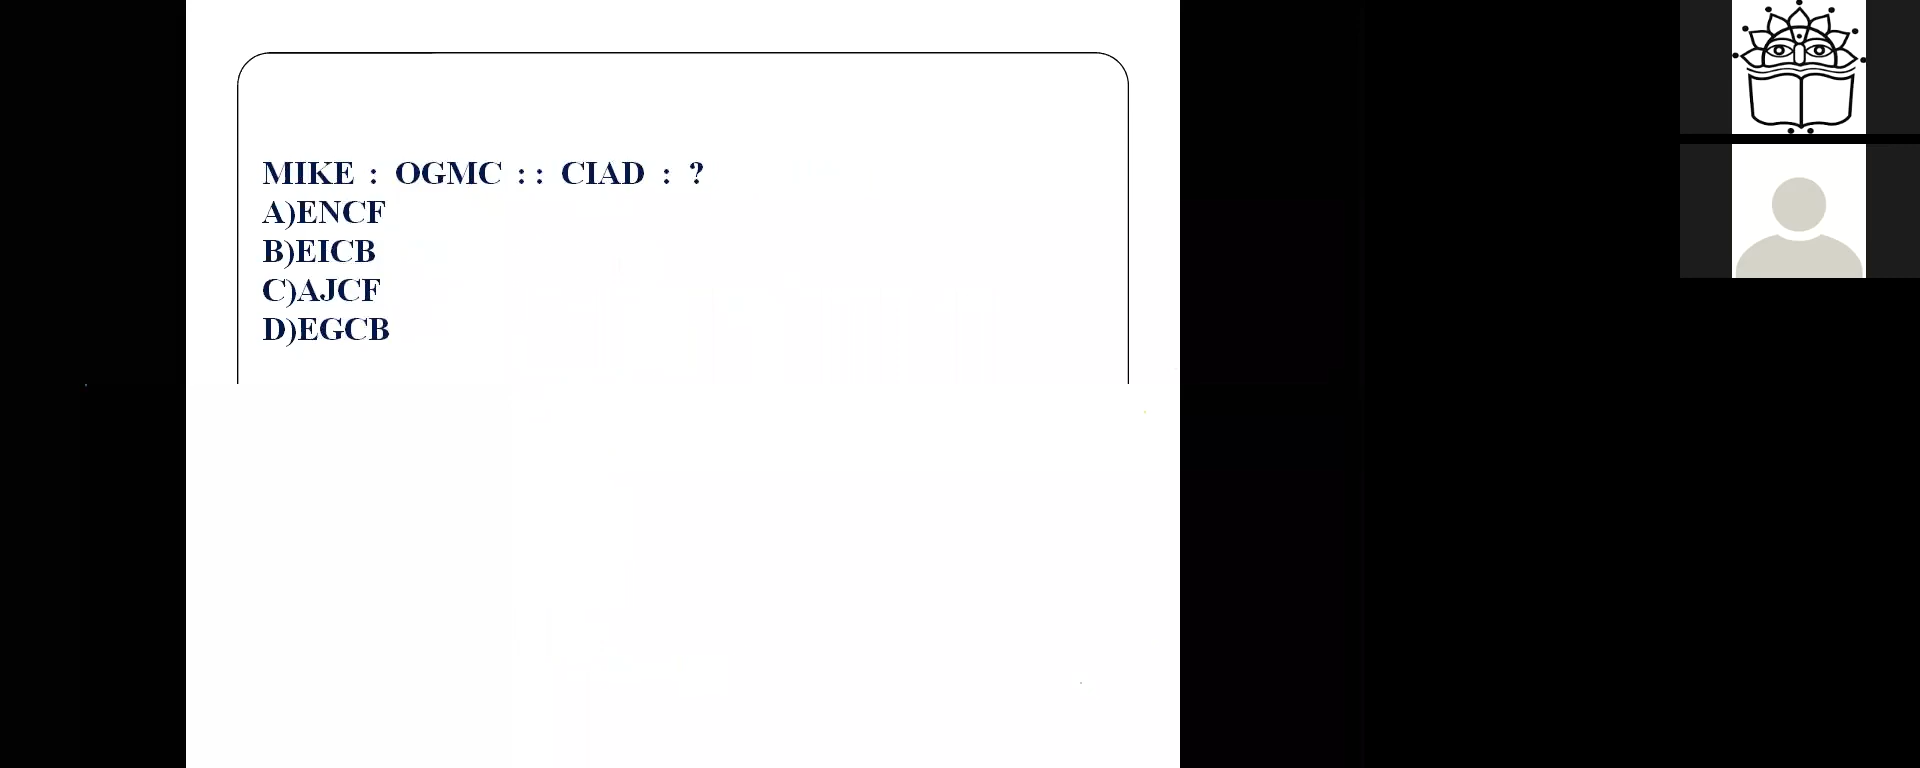 MIKE : OGMC : : CIAD : ?
A)ENCF
B)EICB
C)AJCF
D)EGCB